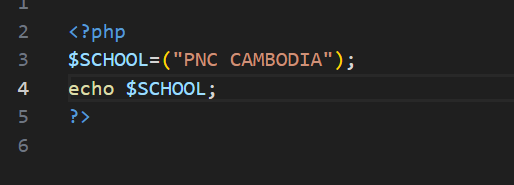 1
2 <?php
3 $SCHOOL=("PNC CAMBODIA");
4 echo $SCHOOL;
5 ?>
6